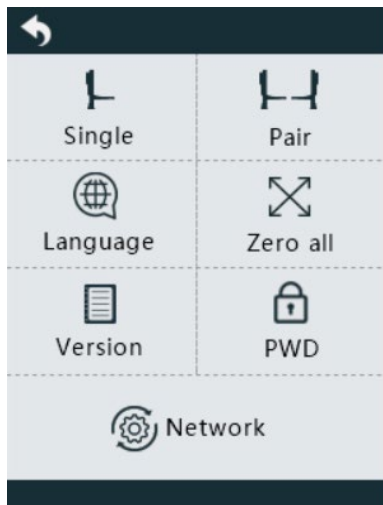 Single
Pair
Language
Zero all
Version
PWD
Network